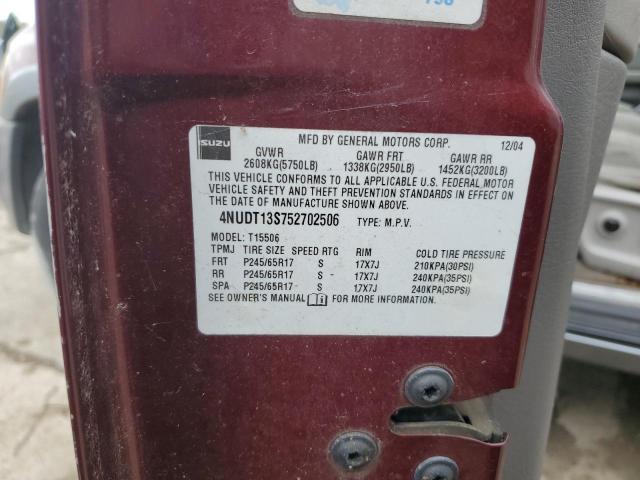 ISUZU
MFD BY GENERAL MOTORS CORP. 12/04
GVWR GAWR FRT GAWR RR
2608KG(5750LB) 1338KG(2950LB) 1452KG(3200LB)
THIS VEHICLE CONFORMS TO ALL APPLICABLE U.S. FEDERAL MOTOR
VEHICLE SAFETY AND THEFT PREVENTION STANDARDS IN EFFECT ON
THE DATE OF MANUFACTURE SHOWN ABOVE.
4NUDT13S752702506 TYPE: M.P.V.
MODEL: T15506
TPMJ TIRE SIZE SPEED RTG RIM COLD TIRE PRESSURE
FRT P245/65R17 S 17X7J 210KPA(30PSI)
RR P245/65R17 S 17X7J 240KPA(35PSI)
SPA P245/65R17 S 17X7J 240KPA(35PSI)
SEE OWNER'S MANUAL FOR MORE INFORMATION.